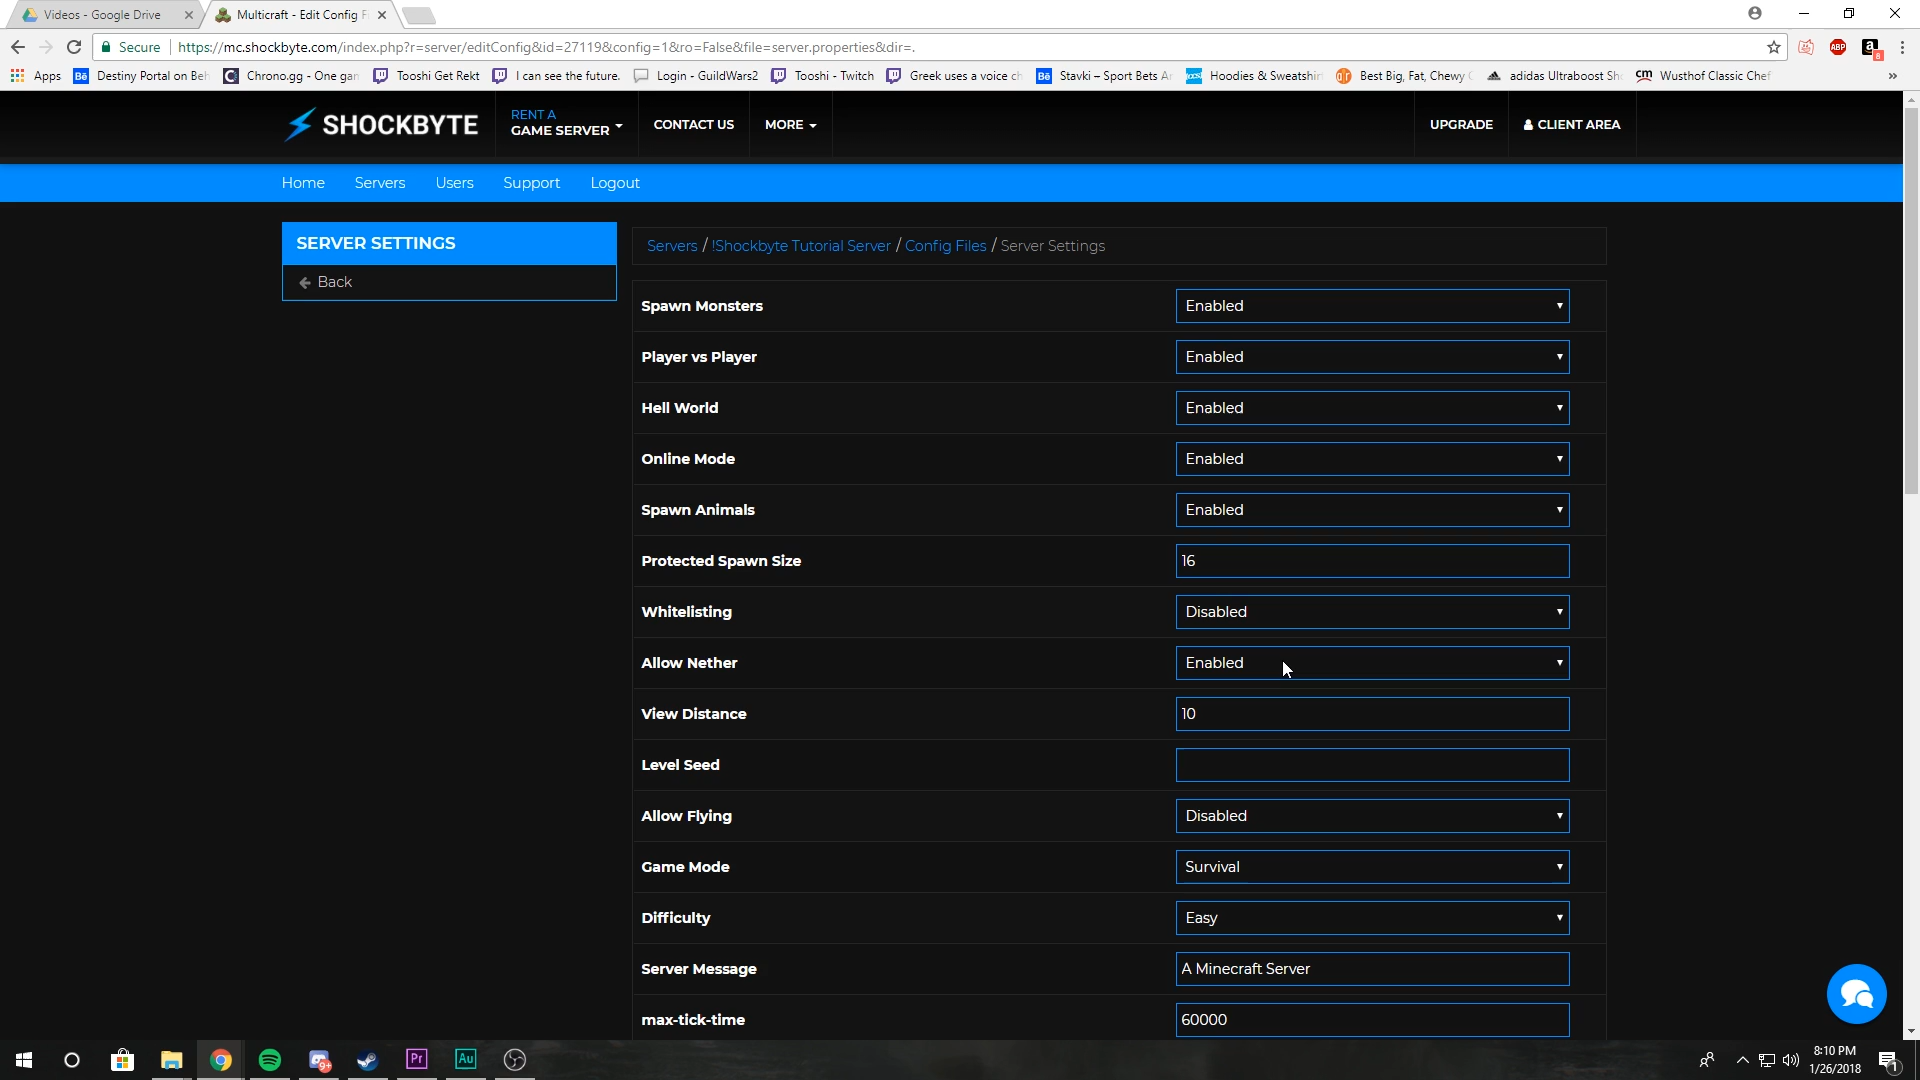 Videos - Google Drive
Multicraft - Edit Config F
Secure
https://mc.shockbyte.com/index.php?r=server/editConfig&id=27119&config=1&ro=False&file=server.properties&dir=.
ABP
8
Apps
Destiny Portal on Beh
Chrono.gg - One gan
Tooshi Get Rekt
I can see the future.
Login - GuildWars2
Tooshi - Twitch
Greek uses a voice ch
Stavki – Sport Bets A
Hoodies & Sweatshir
Best Big, Fat, Chewy C
adidas Ultraboost Sh
Wusthof Classic Chef
SHOCKBYTE
RENT A
GAME SERVER
CONTACT US
MORE
UPGRADE
CLIENT AREA
Home
Servers
Users
Support
Logout
SERVER SETTINGS
Back
Servers / !Shockbyte Tutorial Server / Config Files / Server Settings
Spawn Monsters
Enabled
Player vs Player
Enabled
Hell World
Enabled
Online Mode
Enabled
Spawn Animals
Enabled
Protected Spawn Size
16
Whitelisting
Disabled
Allow Nether
Enabled
View Distance
10
Level Seed
Allow Flying
Disabled
Game Mode
Survival
Difficulty
Easy
Server Message
A Minecraft Server
max-tick-time
60000
9+
Pr
Au
8:10 PM
1/26/2018
1